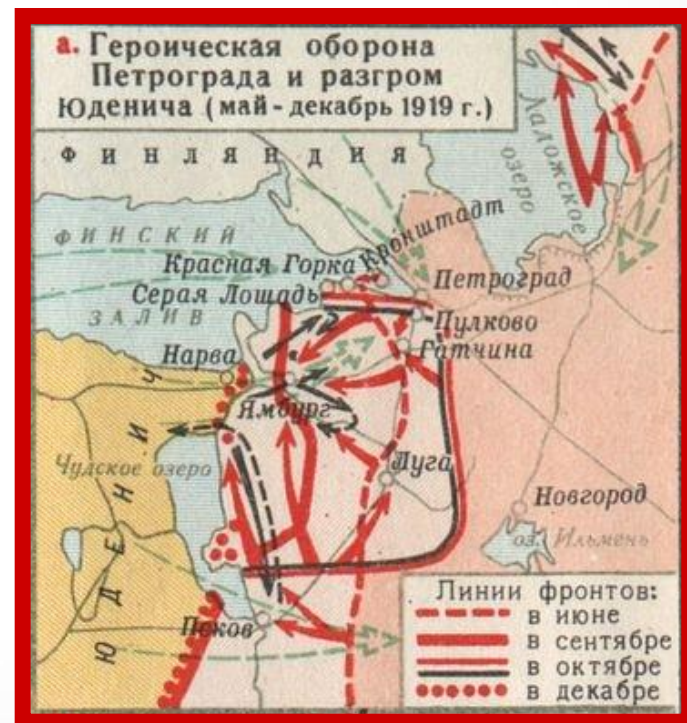 а. Героическая оборона
Петрограда и разгром
Юденича (май - декабрь 1919 г.)
ФИНЛЯНДИЯ
Ладожское
озеро
ФИНСКИЙ
ЗАЛИВ
Кронштадт
Красная Горка
Серая Лошадь
Петроград
Пулково
Гатчина
Нарва
Ямбург
Чудское озеро
Луга
Новгород
оз. Ильмень
Псков
ЮДЕНИЧ
Линии фронтов:
в июне
в сентябре
в октябре
в декабре